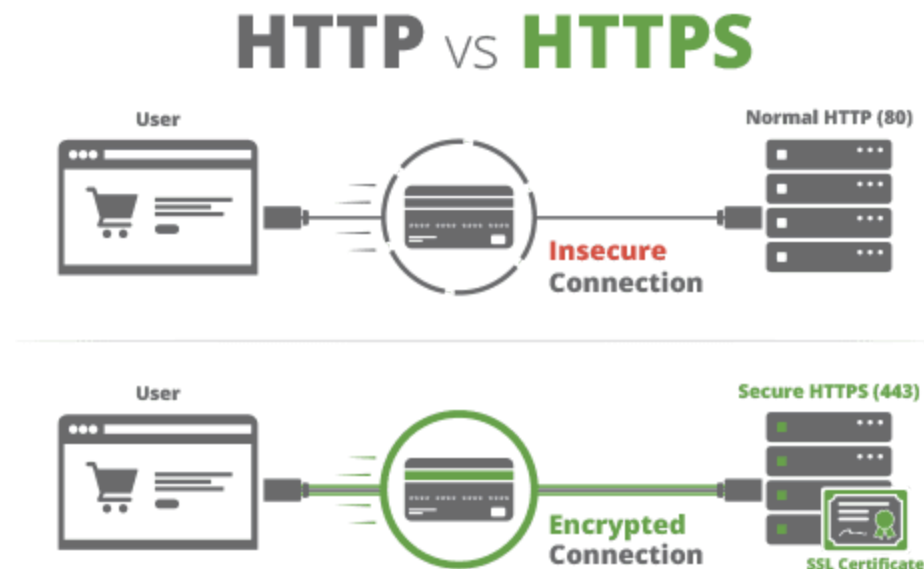 HTTP vs HTTPS
User
Normal HTTP (80)
Insecure
Connection
User
Secure HTTPS (443)
Encrypted
Connection
SSL Certificate